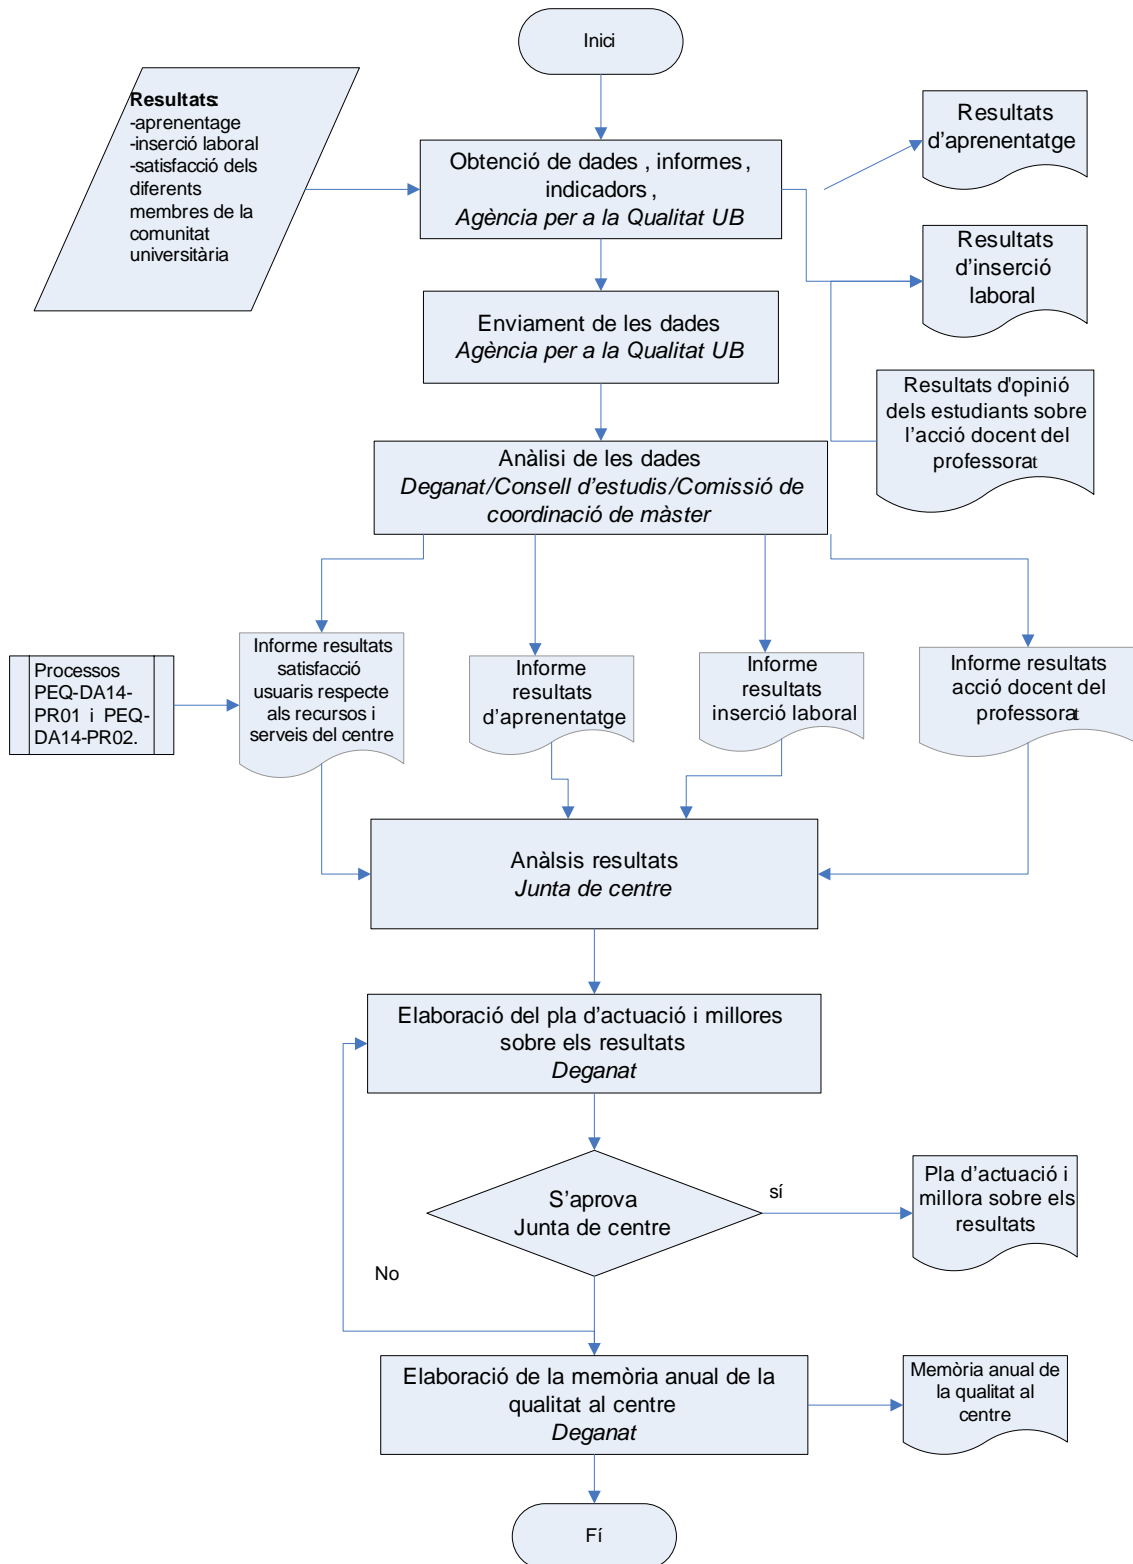 Inici
Resultats:
-aprenentage
-inserció laboral
-satisfacció dels
diferents
membres de la
comunitat
universitària
Obtenció de dades , informes ,
indicadors ,
Agència per a la Qualitat UB
Resultats
d'aprenentatge
Resultats
d'inserció
laboral
Enviament de les dades
Agència per a la Qualitat UB
Resultats d'opinió
dels estudiants sobre
l'acció docent del
professorat
Anàlisi de les dades
Deganat/Consell d'estudis/Comissió de
coordinació de màster
Processos
PEQ-DA14-
PR01 i PEQ-
DA14-PR02.
Informe resultats
satisfacció
usuaris respecte
als recursos i
serveis del centre
Informe
resultats
d'aprenentatge
Informe
resultats
inserció laboral
Informe resultats
acció docent del
professorat
Anàlsis resultats
Junta de centre
Elaboració del pla d'actuació i millores
sobre els resultats
Deganat
S'aprova
Junta de centre
sí
Pla d'actuació i
millora sobre els
resultats
No
Elaboració de la memòria anual de la
qualitat al centre
Deganat
Memòria anual de
la qualitat al
centre
Fí